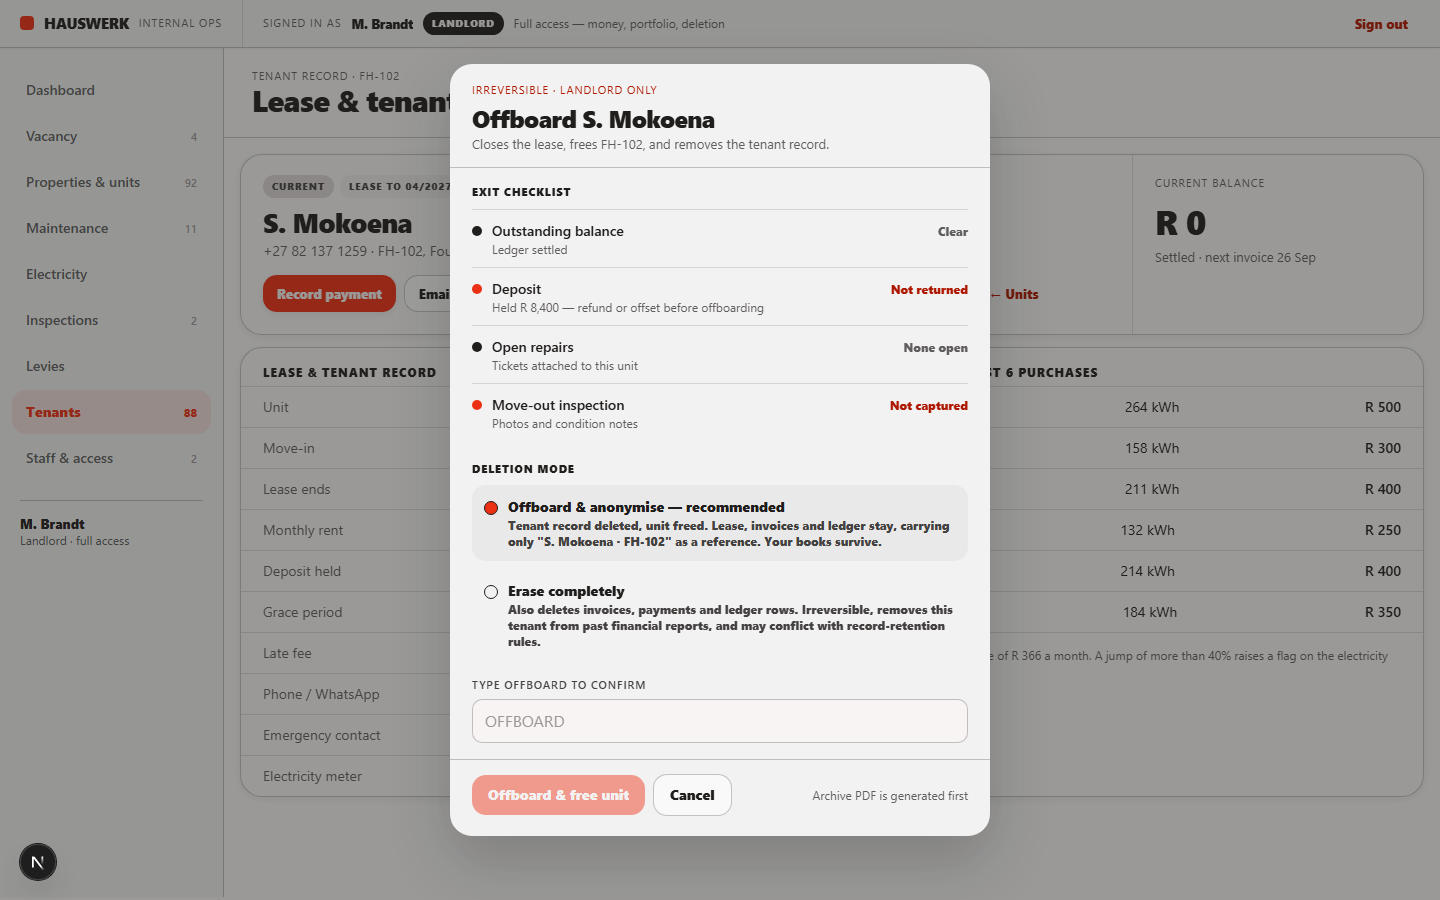 HAUSWERK INTERNAL OPS
SIGNED IN AS M. Brandt LANDLORD Full access — money, portfolio, deletion
Sign out
Dashboard
Vacancy 4
Properties & units 92
Maintenance 11
Electricity
Inspections 2
Levies
Tenants 88
Staff & access 2
M. Brandt
Landlord · full access
N
TENANT RECORD · FH-102
Lease & tenant
CURRENT LEASE TO 04/2027
S. Mokoena
+27 82 137 1259 · FH-102, Fou
Record payment Emai
← Units
CURRENT BALANCE
R 0
Settled · next invoice 26 Sep
LEASE & TENANT RECORD
Unit
Move-in
Lease ends
Monthly rent
Deposit held
Grace period
Late fee
Phone / WhatsApp
Emergency contact
Electricity meter
ST 6 PURCHASES
264 kWh R 500
158 kWh R 300
211 kWh R 400
132 kWh R 250
214 kWh R 400
184 kWh R 350
e of R 366 a month. A jump of more than 40% raises a flag on the electricity
IRREVERSIBLE · LANDLORD ONLY
Offboard S. Mokoena
Closes the lease, frees FH-102, and removes the tenant record.
EXIT CHECKLIST
Outstanding balance Clear
Ledger settled
Deposit Not returned
Held R 8,400 — refund or offset before offboarding
Open repairs None open
Tickets attached to this unit
Move-out inspection Not captured
Photos and condition notes
DELETION MODE
Offboard & anonymise — recommended
Tenant record deleted, unit freed. Lease, invoices and ledger stay, carrying
only "S. Mokoena · FH-102" as a reference. Your books survive.
Erase completely
Also deletes invoices, payments and ledger rows. Irreversible, removes this
tenant from past financial reports, and may conflict with record-retention
rules.
TYPE OFFBOARD TO CONFIRM
OFFBOARD
Offboard & free unit Cancel Archive PDF is generated first